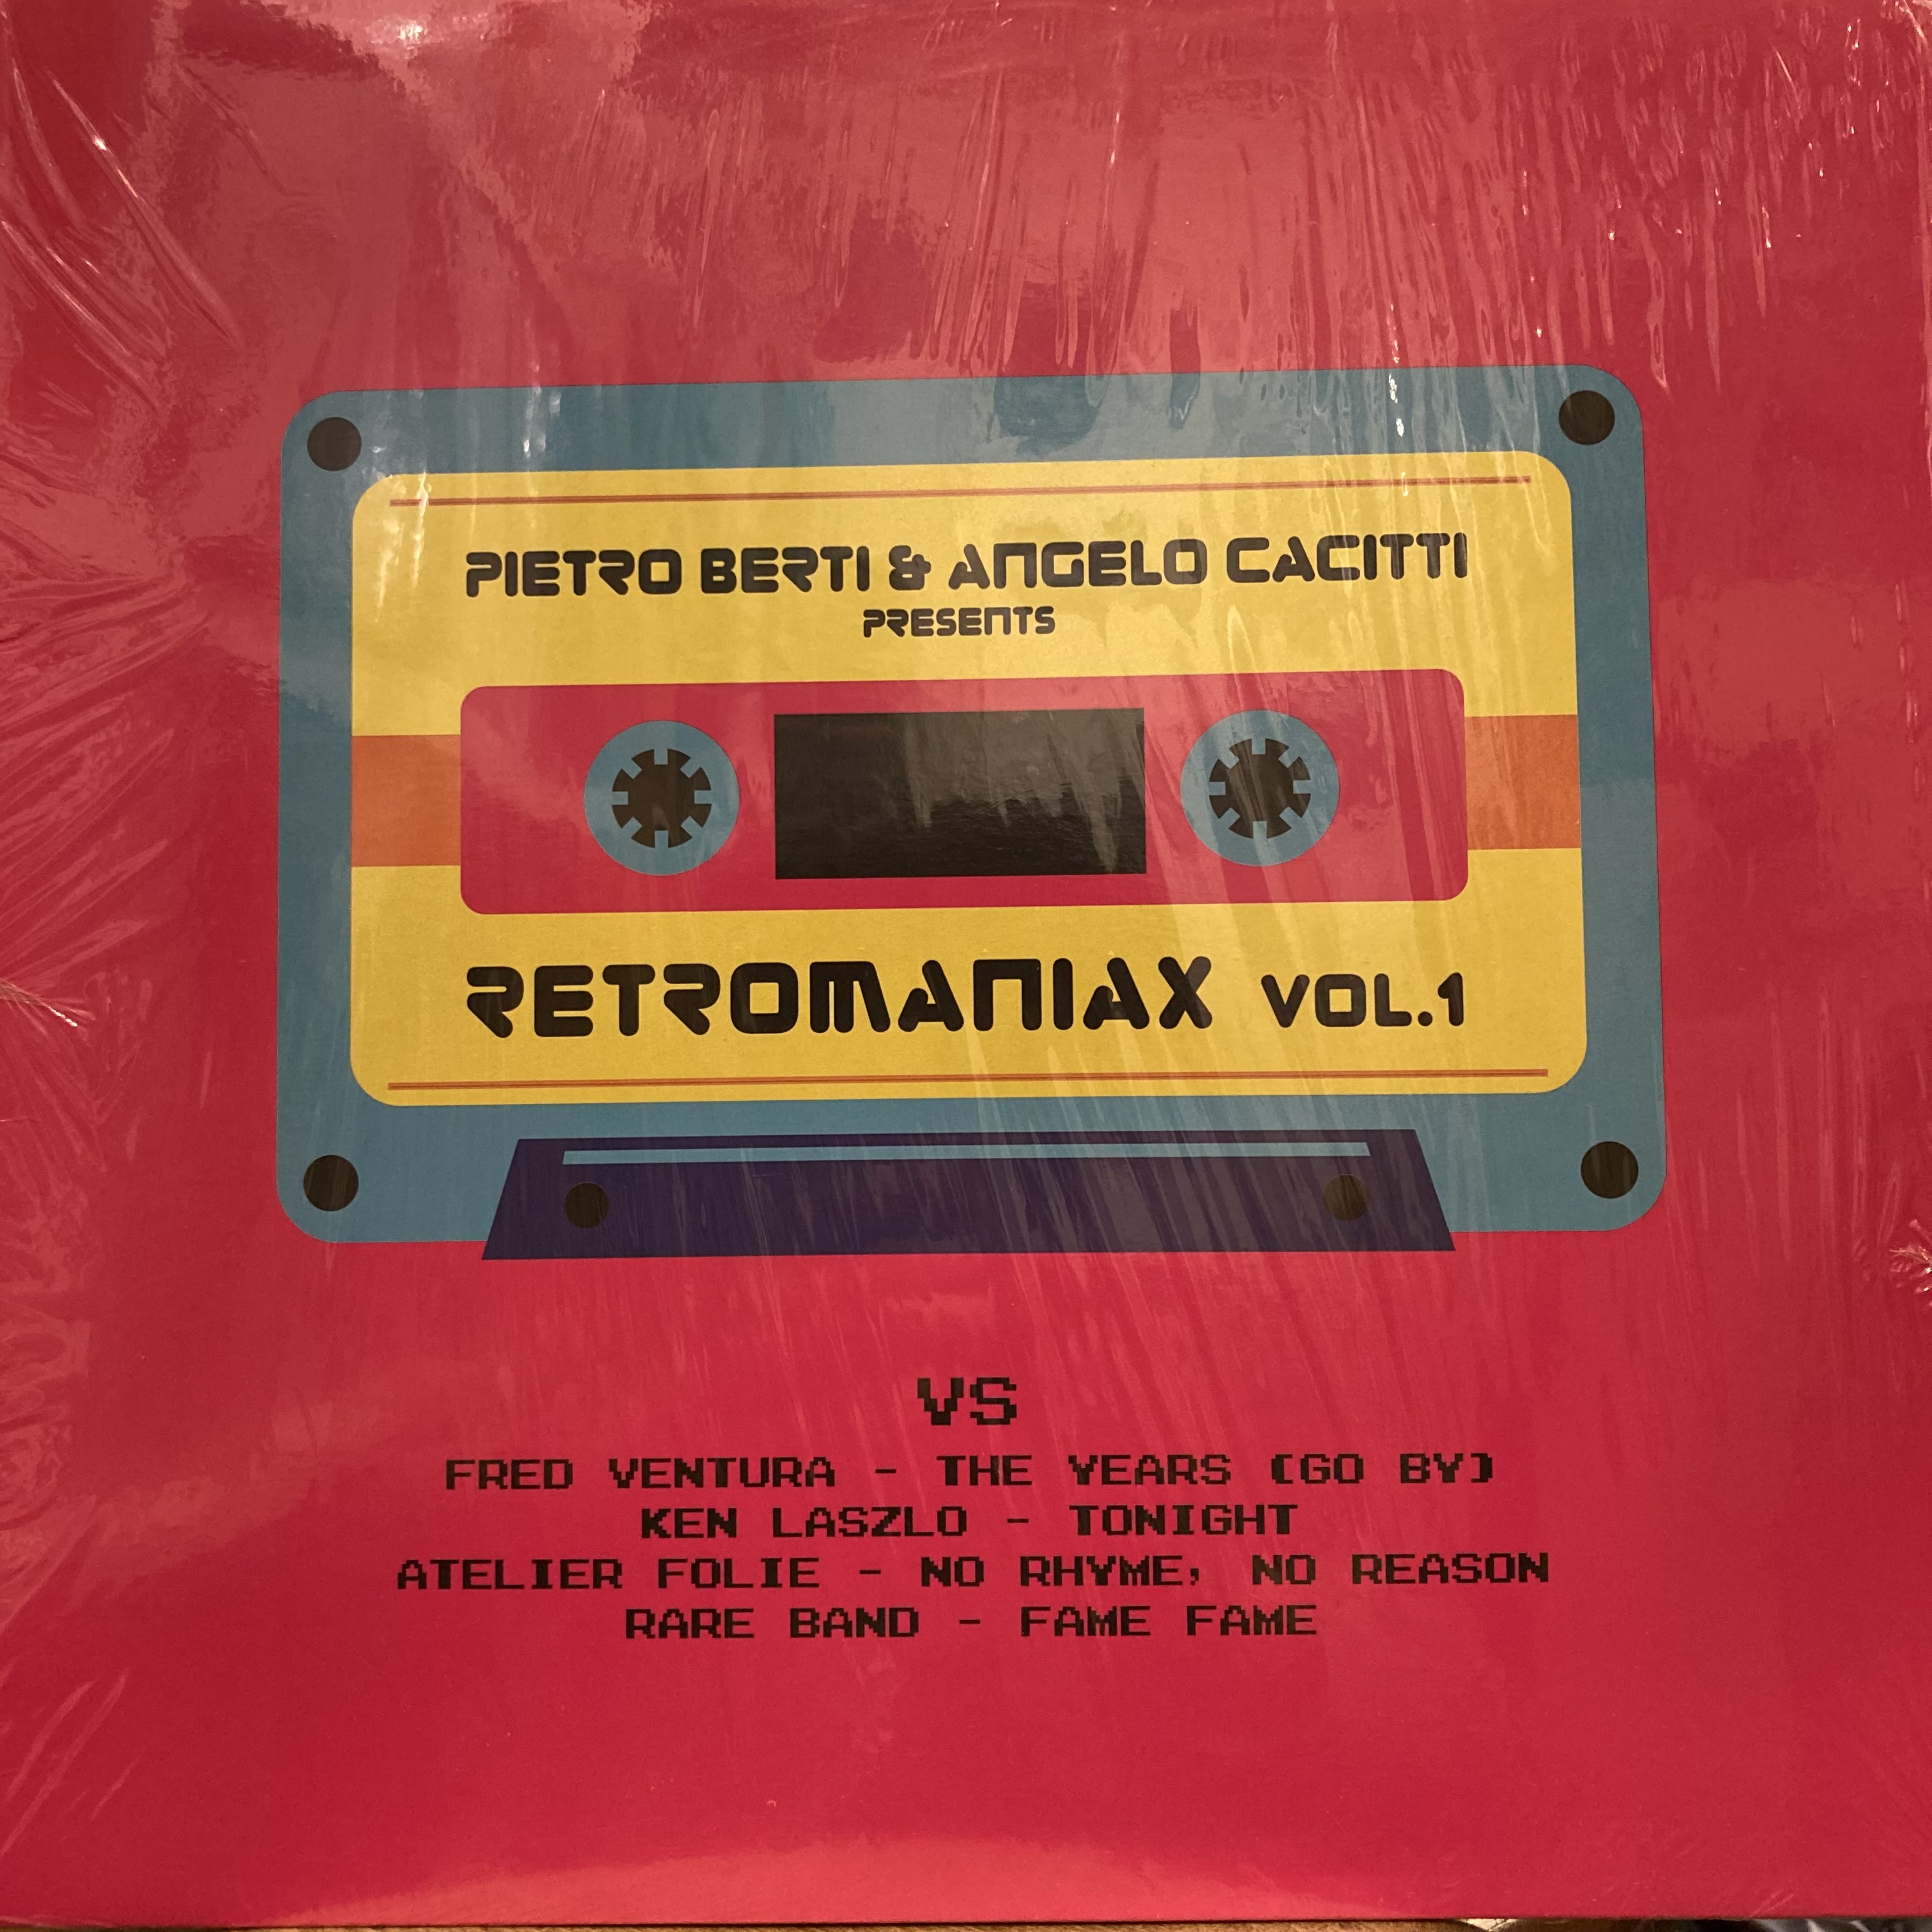 PIETRO BERTI & ANGELO CACITTI
PRESENTS
RETROMANIAX VOL.1
VS
FRED VENTURA - THE YEARS (GO BY)
KEN LASZLO - TONIGHT
ATELIER FOLIE - NO RHYME, NO REASON
RARE BAND - FAME FAME